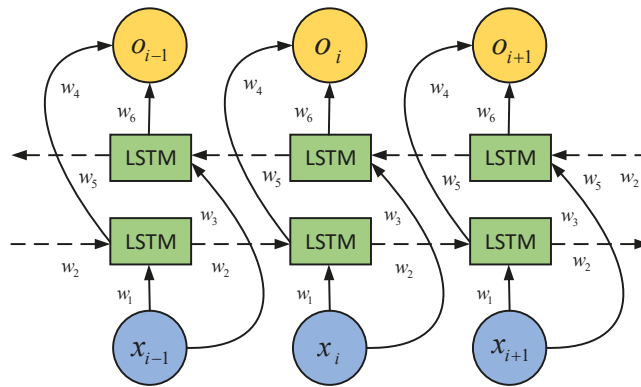 o_{i-1} o_i o_{i+1}
w_4 w_6 w_4 w_6 w_4 w_6
LSTM LSTM LSTM
w_5 w_5 w_5 w_5 w_2
w_3 w_3 w_3
LSTM LSTM LSTM
w_2 w_2 w_2 w_2
w_1 w_1 w_1
x_{i-1} x_i x_{i+1}